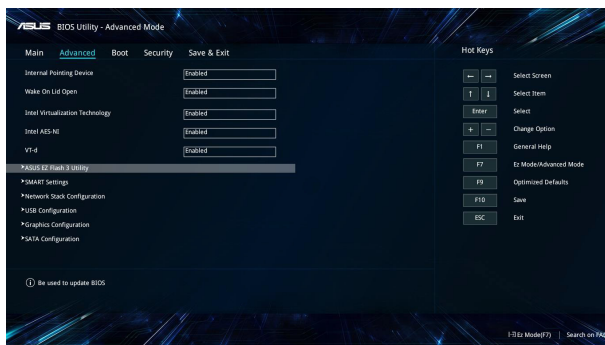 ASUS BIOS Utility - Advanced Mode
Main Advanced Boot Security Save & Exit
Hot Keys
Internal Pointing Device Enabled
Wake On Lid Open Enabled
Intel Virtualization Technology Enabled
Intel AES-NI Enabled
VT-d Enabled
ASUS EZ Flash 3 Utility
SMART Settings
Network Stack Configuration
USB Configuration
Graphics Configuration
SATA Configuration
← → Select Screen
↑ ↓ Select Item
Enter Select
+ − Change Option
F1 General Help
F7 Ez Mode/Advanced Mode
F9 Optimized Defaults
F10 Save
ESC Exit
Be used to update BIOS
Ez Mode(F7) | Search on FA